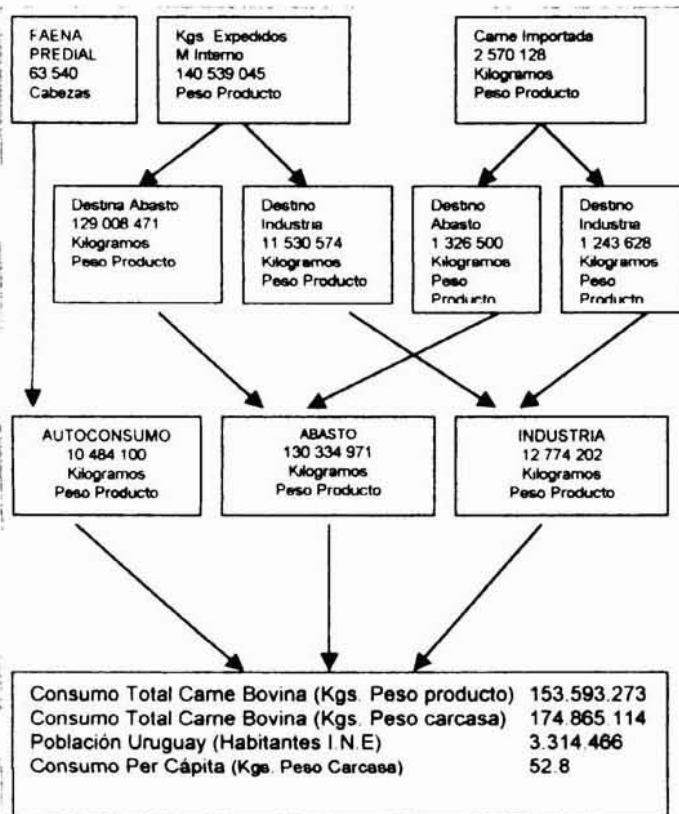 FAENA
PREDIAL
63 540
Cabezas
Kgs. Expedidos
M Interno
140 539 045
Peso Producto
Carne Importada
2 570 128
Kilogramos
Peso Producto
Destina Abasto
129 008 471
Kilogramos
Peso Producto
Destino
Industria
11 530 574
Kilogramos
Peso Producto
Destino
Abasto
1 326 500
Kilogramos
Peso
Producto
Destino
Industria
1 243 628
Kilogramos
Peso
Producto
AUTOCONSUMO
10 484 100
Kilogramos
Peso Producto
ABASTO
130 334 971
Kilogramos
Peso Producto
INDUSTRIA
12 774 202
Kilogramos
Peso Producto
Consumo Total Carne Bovina (Kgs. Peso producto) 153.593.273
Consumo Total Carne Bovina (Kgs. Peso carcasa) 174.865.114
Población Uruguay (Habitantes I.N.E) 3.314.466
Consumo Per Cápita (Kgs. Peso Carcasa) 52.8